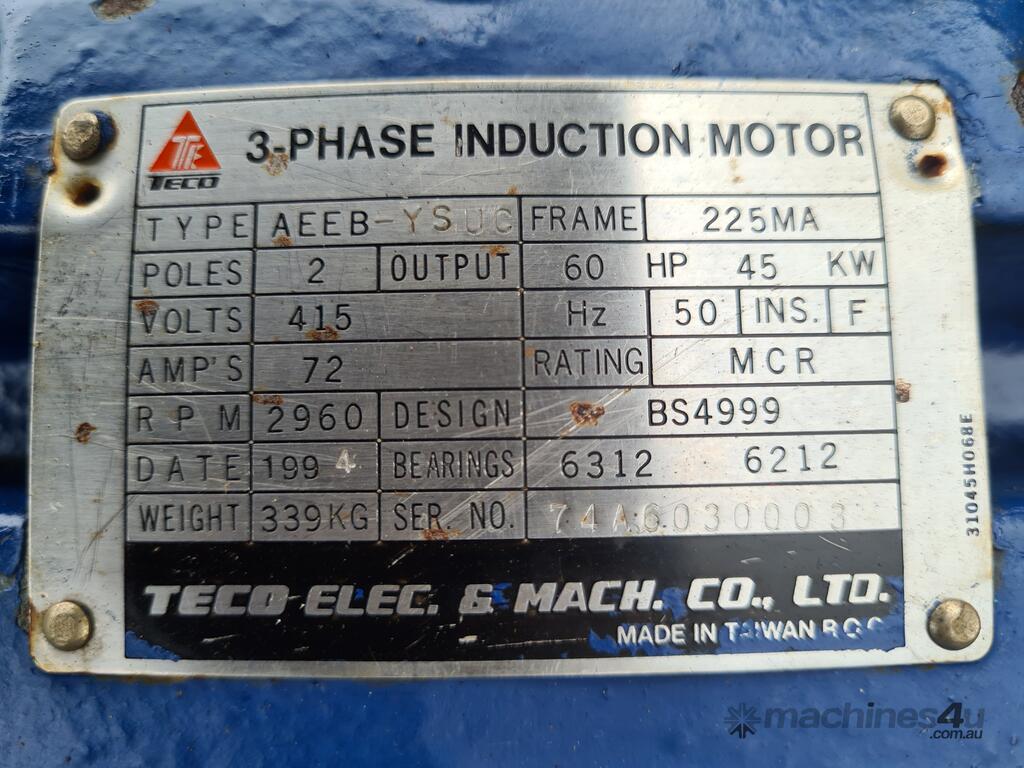 TECO
3-PHASE INDUCTION MOTOR
TYPE AEEB-YSUC FRAME 225MA
POLES 2 OUTPUT 60 HP 45 KW
VOLTS 415 Hz 50 INS. F
AMP'S 72 RATING MCR
RPM 2960 DESIGN BS4999
DATE 1994 BEARINGS 6312 6212
WEIGHT 339KG SER. NO. 74A6030003
31045H068E
TECO ELEC. & MACH. CO., LTD.
MADE IN TAIWAN R.O.C
machines4u
.com.au